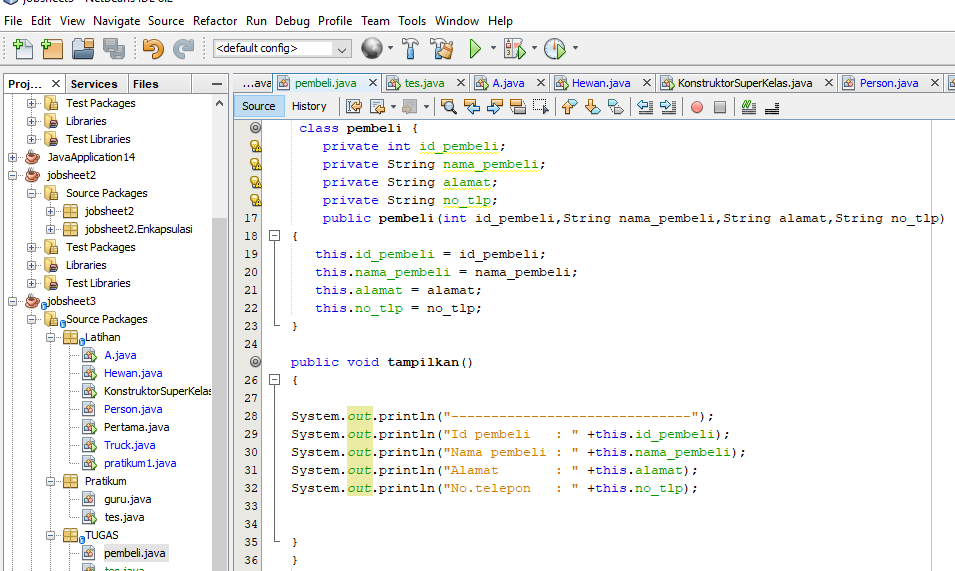 jobsheet3 - NetBeans IDE 8.2
File Edit View Navigate Source Refactor Run Debug Profile Team Tools Window Help
<default config>
Proj... Services Files
...ava pembeli.java tes.java A.java Hewan.java KonstruktorSuperKelas.java Person.java
Source History
Test Packages
Libraries
Test Libraries
JavaApplication14
jobsheet2
Source Packages
jobsheet2
jobsheet2.Enkapsulasi
Test Packages
Libraries
Test Libraries
jobsheet3
Source Packages
Latihan
A.java
Hewan.java
KonstruktorSuperKelas
Person.java
Pertama.java
Truck.java
pratikum1.java
Pratikum
guru.java
tes.java
TUGAS
pembeli.java
tes.java
class pembeli {
private int id_pembeli;
private String nama_pembeli;
private String alamat;
private String no_tlp;
17 public pembeli(int id_pembeli,String nama_pembeli,String alamat,String no_tlp)
18 {
19 this.id_pembeli = id_pembeli;
20 this.nama_pembeli = nama_pembeli;
21 this.alamat = alamat;
22 this.no_tlp = no_tlp;
23 }
24
public void tampilkan()
26 {
27
28 System.out.println("------------------------------");
29 System.out.println("Id pembeli   : " +this.id_pembeli);
30 System.out.println("Nama pembeli : " +this.nama_pembeli);
31 System.out.println("Alamat       : " +this.alamat);
32 System.out.println("No.telepon   : " +this.no_tlp);
33
34
35 }
36 }